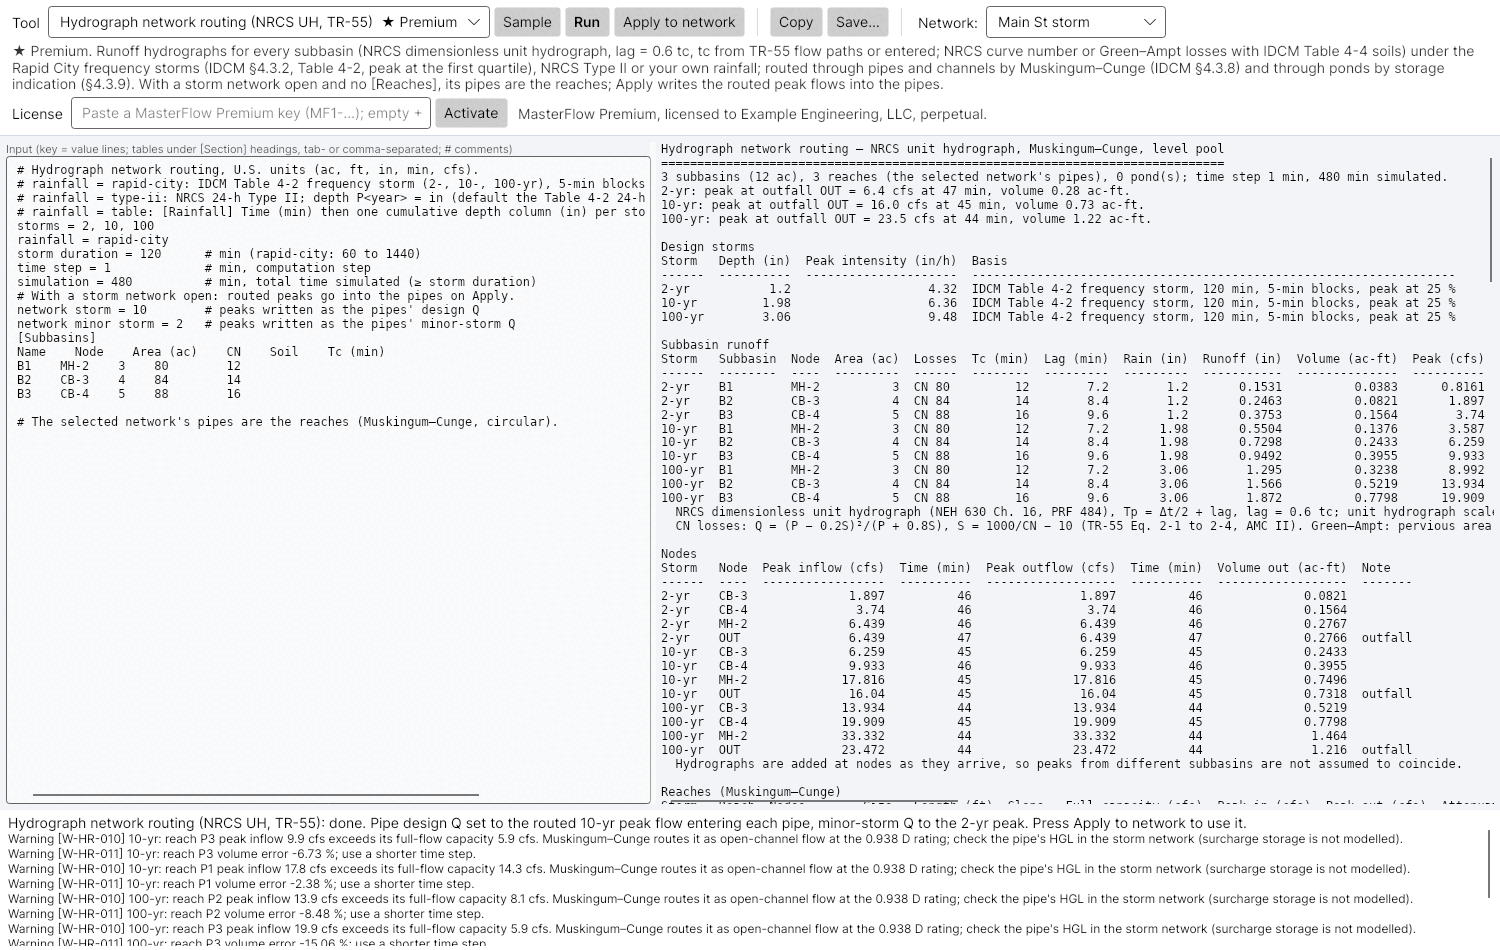 Tool Hydrograph network routing (NRCS UH, TR-55) ★ Premium Sample Run Apply to network Copy Save... Network: Main St storm
★ Premium. Runoff hydrographs for every subbasin (NRCS dimensionless unit hydrograph, lag = 0.6 tc, tc from TR-55 flow paths or entered; NRCS curve number or Green–Ampt losses with IDCM Table 4-4 soils) under the
Rapid City frequency storms (IDCM §4.3.2, Table 4-2, peak at the first quartile), NRCS Type II or your own rainfall; routed through pipes and channels by Muskingum–Cunge (IDCM §4.3.8) and through ponds by storage
indication (§4.3.9). With a storm network open and no [Reaches], its pipes are the reaches; Apply writes the routed peak flows into the pipes.
License Paste a MasterFlow Premium key (MF1-...); empty + Activate MasterFlow Premium, licensed to Example Engineering, LLC, perpetual.
Input (key = value lines; tables under [Section] headings, tab- or comma-separated; # comments)
# Hydrograph network routing, U.S. units (ac, ft, in, min, cfs).
# rainfall = rapid-city: IDCM Table 4-2 frequency storm (2-, 10-, 100-yr), 5-min blocks
# rainfall = type-ii: NRCS 24-h Type II; depth P<year> = in (default the Table 4-2 24-h
# rainfall = table: [Rainfall] Time (min) then one cumulative depth column (in) per sto
storms = 2, 10, 100
rainfall = rapid-city
storm duration = 120 # min (rapid-city: 60 to 1440)
time step = 1 # min, computation step
simulation = 480 # min, total time simulated (≥ storm duration)
# With a storm network open: routed peaks go into the pipes on Apply.
network storm = 10 # peaks written as the pipes' design Q
network minor storm = 2 # peaks written as the pipes' minor-storm Q
[Subbasins]
Name Node Area (ac) CN Soil Tc (min)
B1 MH-2 3 80 12
B2 CB-3 4 84 14
B3 CB-4 5 88 16
# The selected network's pipes are the reaches (Muskingum–Cunge, circular).
Hydrograph network routing — NRCS unit hydrograph, Muskingum–Cunge, level pool
==============================================================================
3 subbasins (12 ac), 3 reaches (the selected network's pipes), 0 pond(s); time step 1 min, 480 min simulated.
2-yr: peak at outfall OUT = 6.4 cfs at 47 min, volume 0.28 ac-ft.
10-yr: peak at outfall OUT = 16.0 cfs at 45 min, volume 0.73 ac-ft.
100-yr: peak at outfall OUT = 23.5 cfs at 44 min, volume 1.22 ac-ft.
Design storms
Storm Depth (in) Peak intensity (in/h) Basis
2-yr 1.2 4.32 IDCM Table 4-2 frequency storm, 120 min, 5-min blocks, peak at 25 %
10-yr 1.98 6.36 IDCM Table 4-2 frequency storm, 120 min, 5-min blocks, peak at 25 %
100-yr 3.06 9.48 IDCM Table 4-2 frequency storm, 120 min, 5-min blocks, peak at 25 %
Subbasin runoff
Storm Subbasin Node Area (ac) Losses Tc (min) Lag (min) Rain (in) Runoff (in) Volume (ac-ft) Peak (cfs)
2-yr B1 MH-2 3 CN 80 12 7.2 1.2 0.1531 0.0383 0.8161
2-yr B2 CB-3 4 CN 84 14 8.4 1.2 0.2463 0.0821 1.897
2-yr B3 CB-4 5 CN 88 16 9.6 1.2 0.3753 0.1564 3.74
10-yr B1 MH-2 3 CN 80 12 7.2 1.98 0.5504 0.1376 3.587
10-yr B2 CB-3 4 CN 84 14 8.4 1.98 0.7298 0.2433 6.259
10-yr B3 CB-4 5 CN 88 16 9.6 1.98 0.9492 0.3955 9.933
100-yr B1 MH-2 3 CN 80 12 7.2 3.06 1.295 0.3238 8.992
100-yr B2 CB-3 4 CN 84 14 8.4 3.06 1.566 0.5219 13.934
100-yr B3 CB-4 5 CN 88 16 9.6 3.06 1.872 0.7798 19.909
NRCS dimensionless unit hydrograph (NEH 630 Ch. 16, PRF 484), Tp = Δt/2 + lag, lag = 0.6 tc; unit hydrograph scale
CN losses: Q = (P − 0.2S)²/(P + 0.8S), S = 1000/CN − 10 (TR-55 Eq. 2-1 to 2-4, AMC II). Green–Ampt: pervious area
Nodes
Storm Node Peak inflow (cfs) Time (min) Peak outflow (cfs) Time (min) Volume out (ac-ft) Note
2-yr CB-3 1.897 46 1.897 46 0.0821
2-yr CB-4 3.74 46 3.74 46 0.1564
2-yr MH-2 6.439 46 6.439 46 0.2767
2-yr OUT 6.439 47 6.439 47 0.2766 outfall
10-yr CB-3 6.259 45 6.259 45 0.2433
10-yr CB-4 9.933 46 9.933 46 0.3955
10-yr MH-2 17.816 45 17.816 45 0.7496
10-yr OUT 16.04 45 16.04 45 0.7318 outfall
100-yr CB-3 13.934 44 13.934 44 0.5219
100-yr CB-4 19.909 45 19.909 45 0.7798
100-yr MH-2 33.332 44 33.332 44 1.464
100-yr OUT 23.472 44 23.472 44 1.216 outfall
Hydrographs are added at nodes as they arrive, so peaks from different subbasins are not assumed to coincide.
Reaches (Muskingum–Cunge)
Hydrograph network routing (NRCS UH, TR-55): done. Pipe design Q set to the routed 10-yr peak flow entering each pipe, minor-storm Q to the 2-yr peak. Press Apply to network to use it.
Warning [W-HR-010] 10-yr: reach P3 peak inflow 9.9 cfs exceeds its full-flow capacity 5.9 cfs. Muskingum–Cunge routes it as open-channel flow at the 0.938 D rating; check the pipe's HGL in the storm network (surcharge storage is not modelled).
Warning [W-HR-011] 10-yr: reach P3 volume error -6.73 %; use a shorter time step.
Warning [W-HR-010] 10-yr: reach P1 peak inflow 17.8 cfs exceeds its full-flow capacity 14.3 cfs. Muskingum–Cunge routes it as open-channel flow at the 0.938 D rating; check the pipe's HGL in the storm network (surcharge storage is not modelled).
Warning [W-HR-011] 10-yr: reach P1 volume error -2.38 %; use a shorter time step.
Warning [W-HR-010] 100-yr: reach P2 peak inflow 13.9 cfs exceeds its full-flow capacity 8.1 cfs. Muskingum–Cunge routes it as open-channel flow at the 0.938 D rating; check the pipe's HGL in the storm network (surcharge storage is not modelled).
Warning [W-HR-011] 100-yr: reach P2 volume error -8.48 %; use a shorter time step.
Warning [W-HR-010] 100-yr: reach P3 peak inflow 19.9 cfs exceeds its full-flow capacity 5.9 cfs. Muskingum–Cunge routes it as open-channel flow at the 0.938 D rating; check the pipe's HGL in the storm network (surcharge storage is not modelled).
Warning [W-HR-011] 100-yr: reach P3 volume error -15.06 %; use a shorter time step.